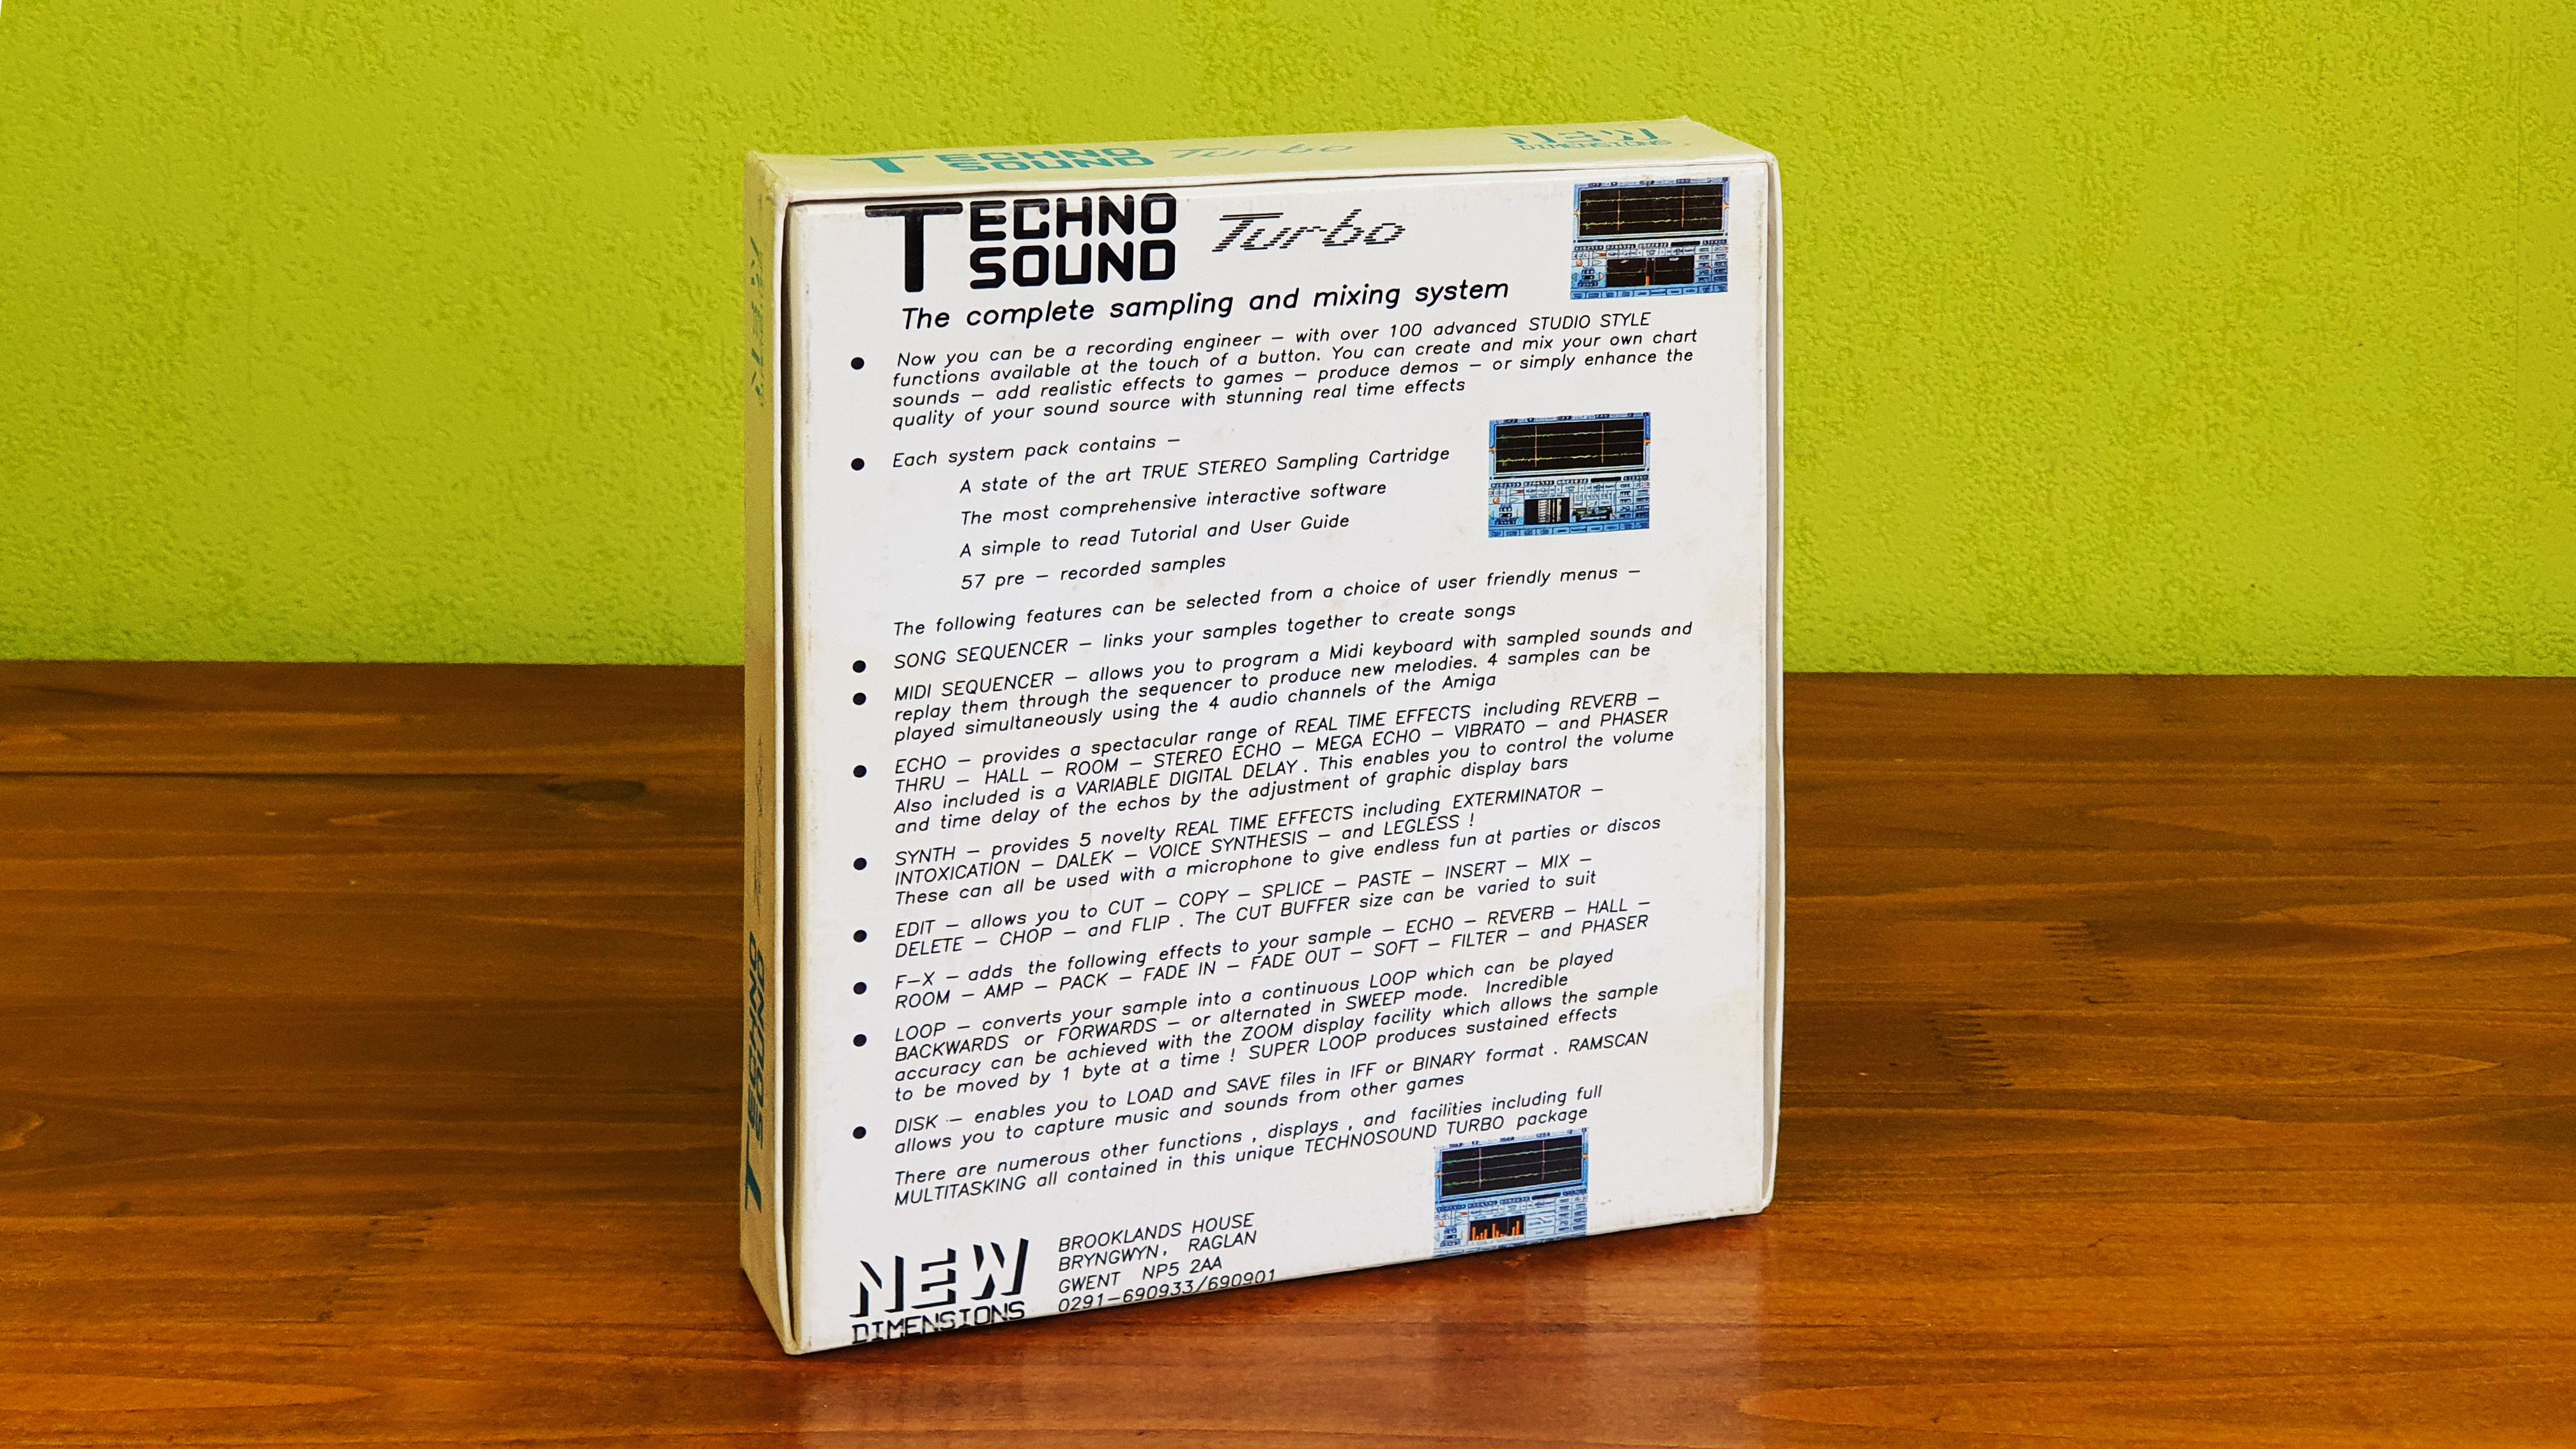 TECHNO SOUND Turbo
NEW DIMENSIONS
TECHNO SOUND Turbo
The complete sampling and mixing system
● Now you can be a recording engineer – with over 100 advanced STUDIO STYLE
functions available at the touch of a button. You can create and mix your own chart
sounds – add realistic effects to games – produce demos – or simply enhance the
quality of your sound source with stunning real time effects
● Each system pack contains –
A state of the art TRUE STEREO Sampling Cartridge
The most comprehensive interactive software
A simple to read Tutorial and User Guide
57 pre – recorded samples
The following features can be selected from a choice of user friendly menus –
● SONG SEQUENCER – links your samples together to create songs
● MIDI SEQUENCER – allows you to program a Midi keyboard with sampled sounds and
replay them through the sequencer to produce new melodies. 4 samples can be
played simultaneously using the 4 audio channels of the Amiga
● ECHO – provides a spectacular range of REAL TIME EFFECTS including REVERB –
THRU – HALL – ROOM – STEREO ECHO – MEGA ECHO – VIBRATO – and PHASER
Also included is a VARIABLE DIGITAL DELAY . This enables you to control the volume
and time delay of the echos by the adjustment of graphic display bars
● SYNTH – provides 5 novelty REAL TIME EFFECTS including EXTERMINATOR –
INTOXICATION – DALEK – VOICE SYNTHESIS – and LEGLESS !
These can all be used with a microphone to give endless fun at parties or discos
● EDIT – allows you to CUT – COPY – SPLICE – PASTE – INSERT – MIX –
DELETE – CHOP – and FLIP . The CUT BUFFER size can be varied to suit
● F–X – adds the following effects to your sample – ECHO – REVERB – HALL –
ROOM – AMP – PACK – FADE IN – FADE OUT – SOFT – FILTER – and PHASER
● LOOP – converts your sample into a continuous LOOP which can be played
BACKWARDS or FORWARDS – or alternated in SWEEP mode. Incredible
accuracy can be achieved with the ZOOM display facility which allows the sample
to be moved by 1 byte at a time ! SUPER LOOP produces sustained effects
● DISK – enables you to LOAD and SAVE files in IFF or BINARY format . RAMSCAN
allows you to capture music and sounds from other games
There are numerous other functions , displays , and facilities including full
MULTITASKING all contained in this unique TECHNOSOUND TURBO package
NEW DIMENSIONS
BROOKLANDS HOUSE
BRYNGWYN, RAGLAN
GWENT NP5 2AA
0291–690933/690901
TECHNO SOUND